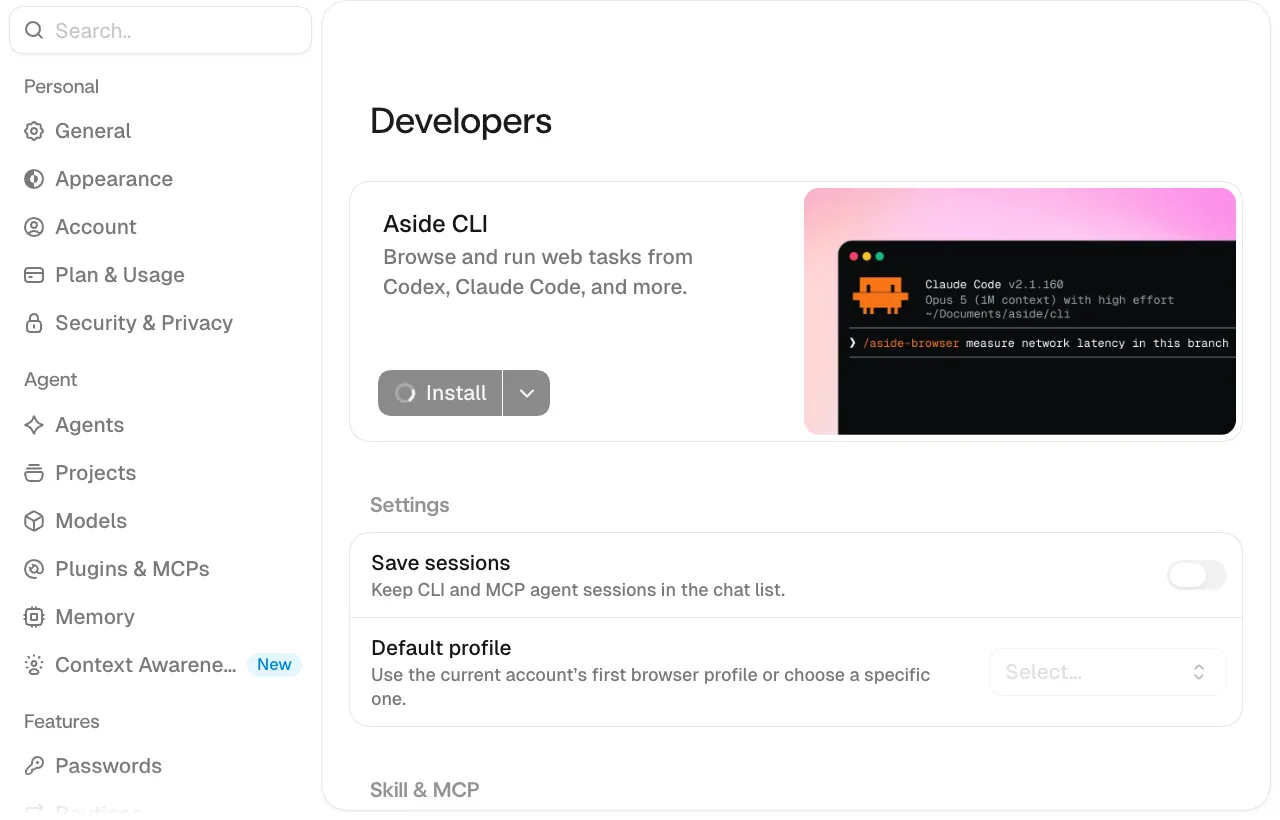 Search..
Personal
General
Appearance
Account
Plan & Usage
Security & Privacy
Agent
Agents
Projects
Models
Plugins & MCPs
Memory
Context Awarene... New
Features
Passwords
Developers
Aside CLI
Browse and run web tasks from
Codex, Claude Code, and more.
Install
Claude Code v2.1.160
Opus 5 (1M context) with high effort
~/Documents/aside/cli
❯ /aside-browser measure network latency in this branch
Settings
Save sessions
Keep CLI and MCP agent sessions in the chat list.
Default profile
Use the current account’s first browser profile or choose a specific
one.
Select...
Skill & MCP